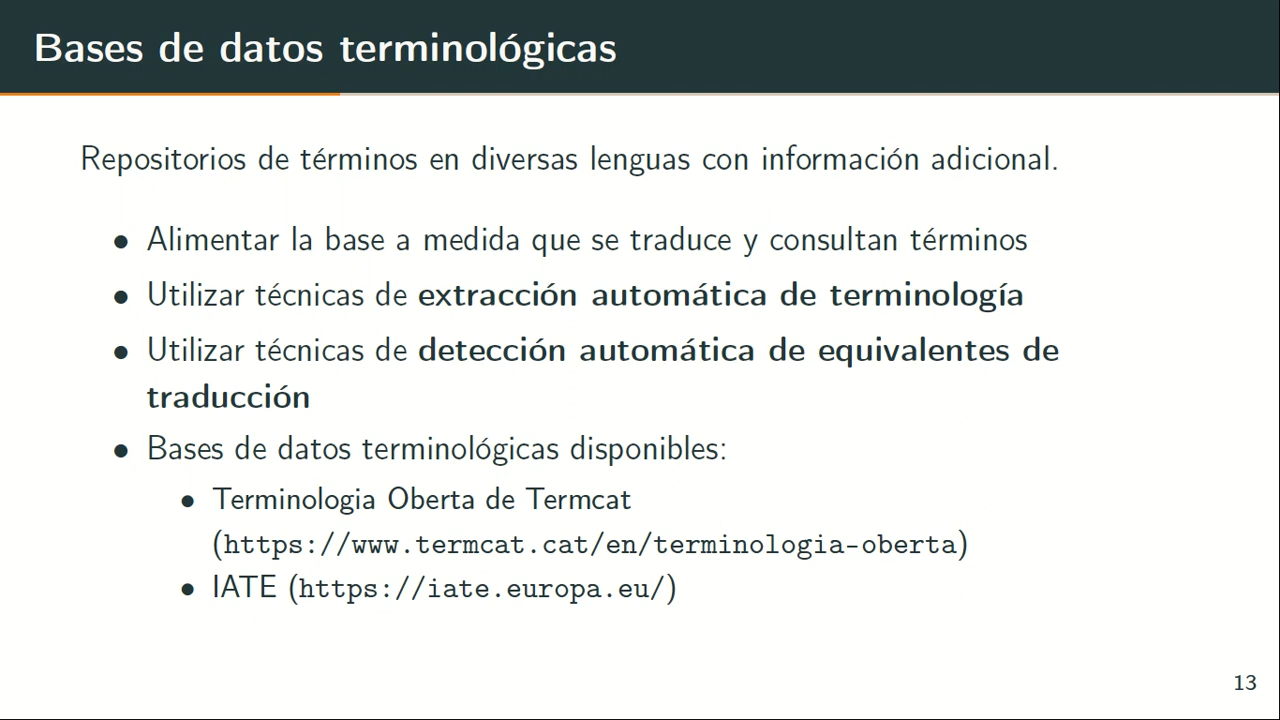 Bases de datos terminológicas
Repositorios de términos en diversas lenguas con información adicional.
• Alimentar la base a medida que se traduce y consultan términos
• Utilizar técnicas de extracción automática de terminología
• Utilizar técnicas de detección automática de equivalentes de
traducción
• Bases de datos terminológicas disponibles:
• Terminologia Oberta de Termcat
(https://www.termcat.cat/en/terminologia-oberta)
• IATE (https://iate.europa.eu/)
13